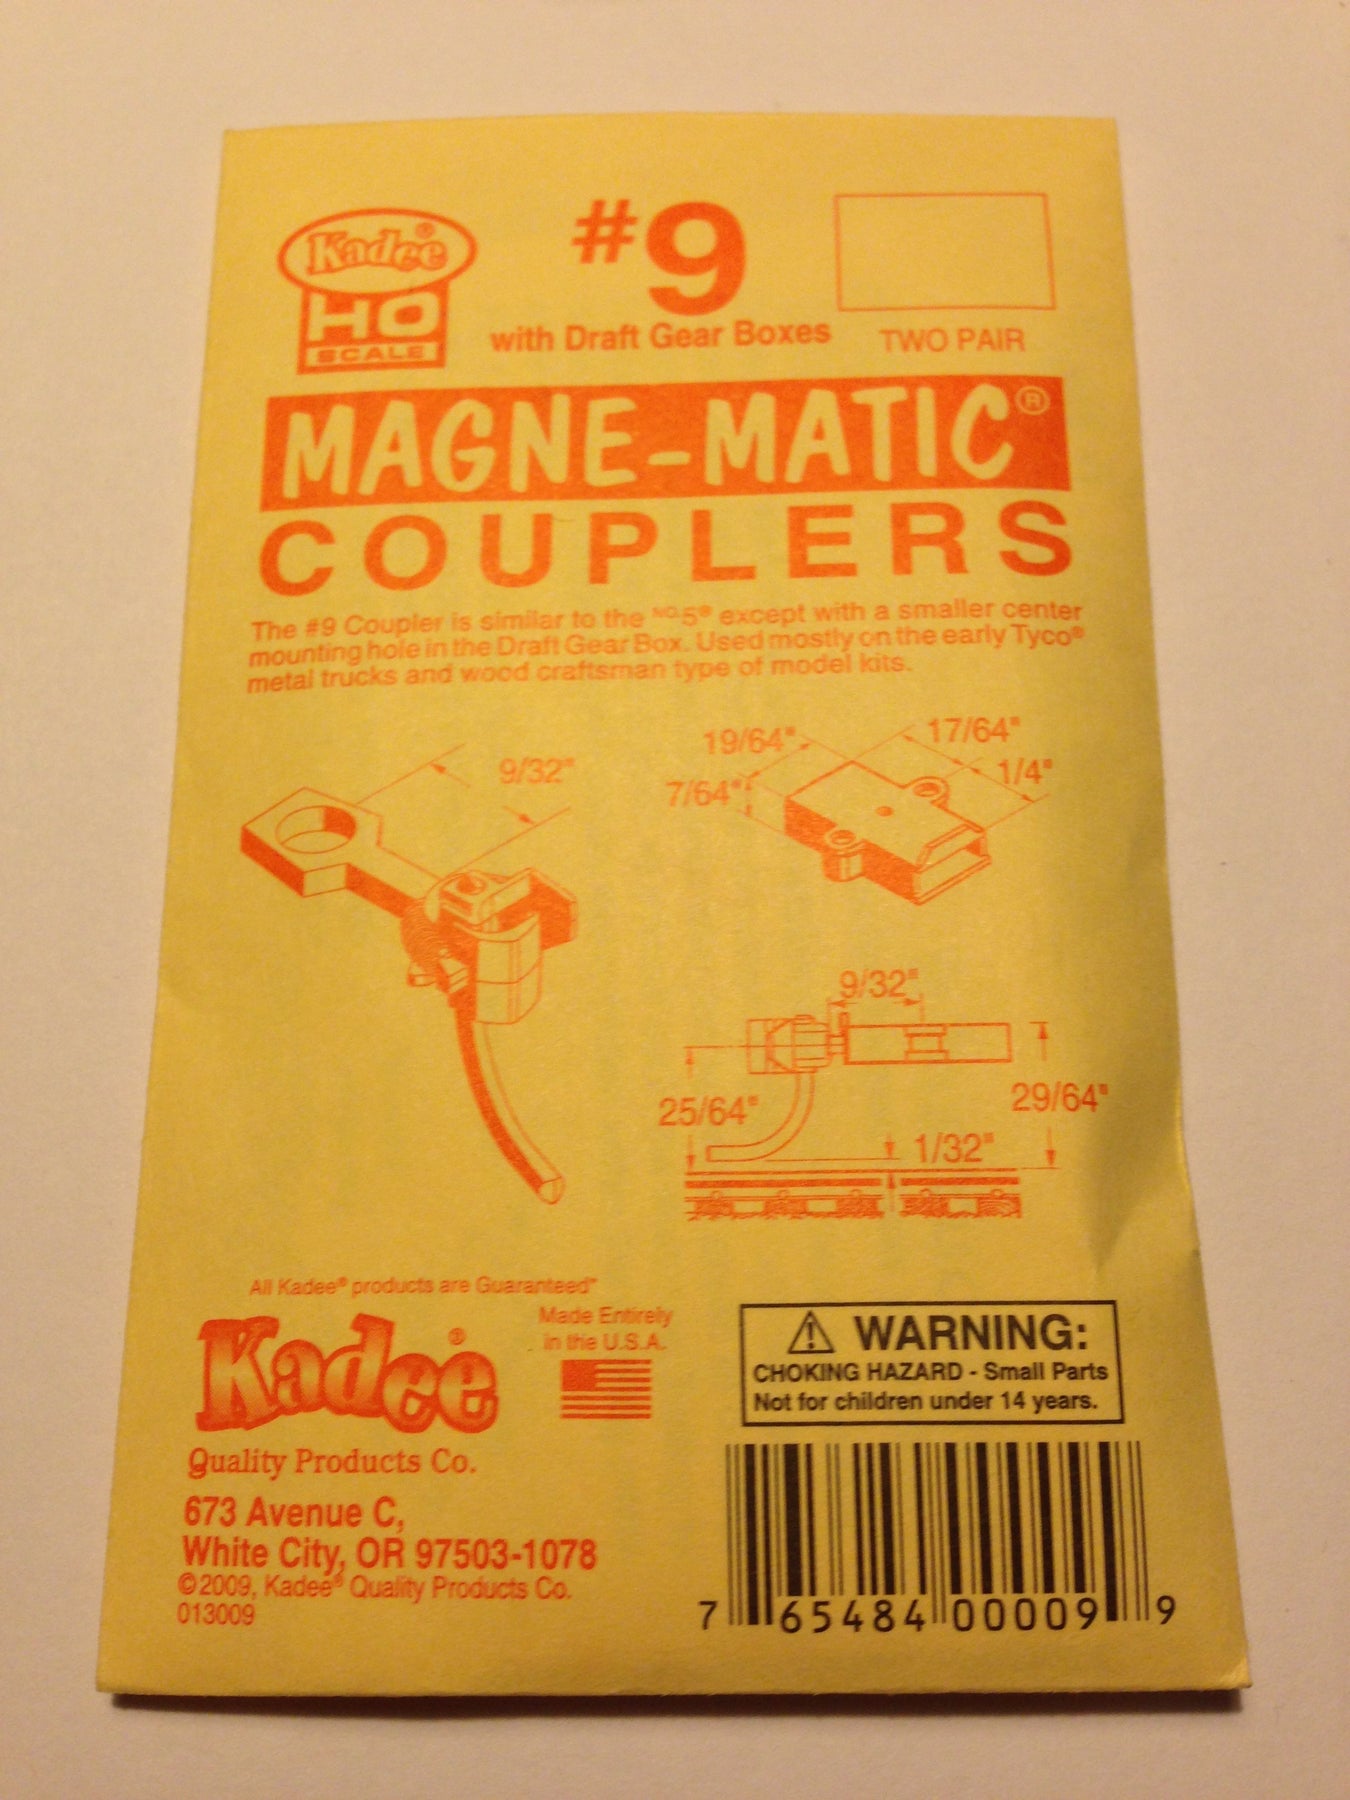 Kadee®
HO
SCALE
#9
with Draft Gear Boxes
TWO PAIR
MAGNE-MATIC®
COUPLERS
The #9 Coupler is similar to the NO.5® except with a smaller center
mounting hole in the Draft Gear Box. Used mostly on the early Tyco®
metal trucks and wood craftsman type of model kits.
9/32"
19/64"
17/64"
7/64"
1/4"
9/32"
25/64"
29/64"
1/32"
All Kadee® products are Guaranteed"
Made Entirely
in the U.S.A.
Kadee®
Quality Products Co.
673 Avenue C,
White City, OR 97503-1078
©2009, Kadee® Quality Products Co.
013009
WARNING:
CHOKING HAZARD - Small Parts
Not for children under 14 years.
7 65484 00009 9